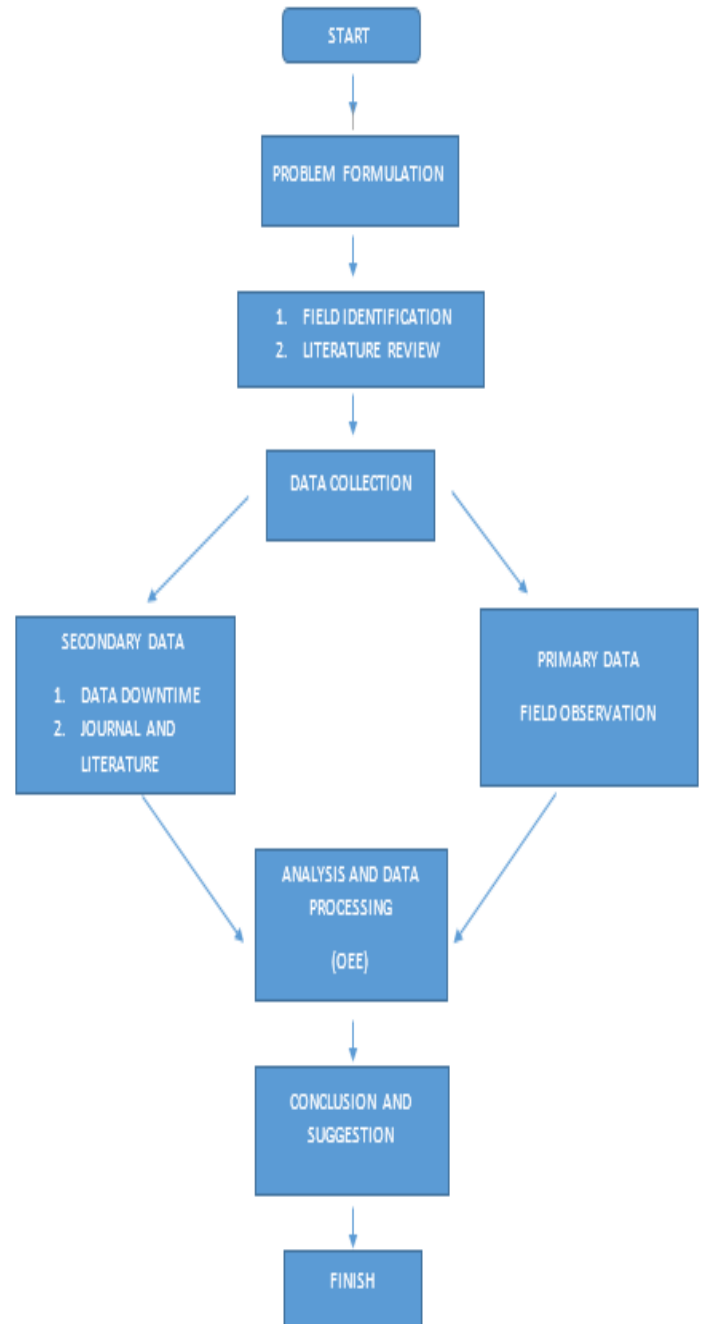 START
PROBLEM FORMULATION
1. FIELD IDENTIFICATION
2. LITERATURE REVIEW
DATA COLLECTION
SECONDARY DATA
1. DATA DOWNTIME
2. JOURNAL AND
LITERATURE
PRIMARY DATA
FIELD OBSERVATION
ANALYSIS AND DATA
PROCESSING
(OEE)
CONCLUSION AND
SUGGESTION
FINISH